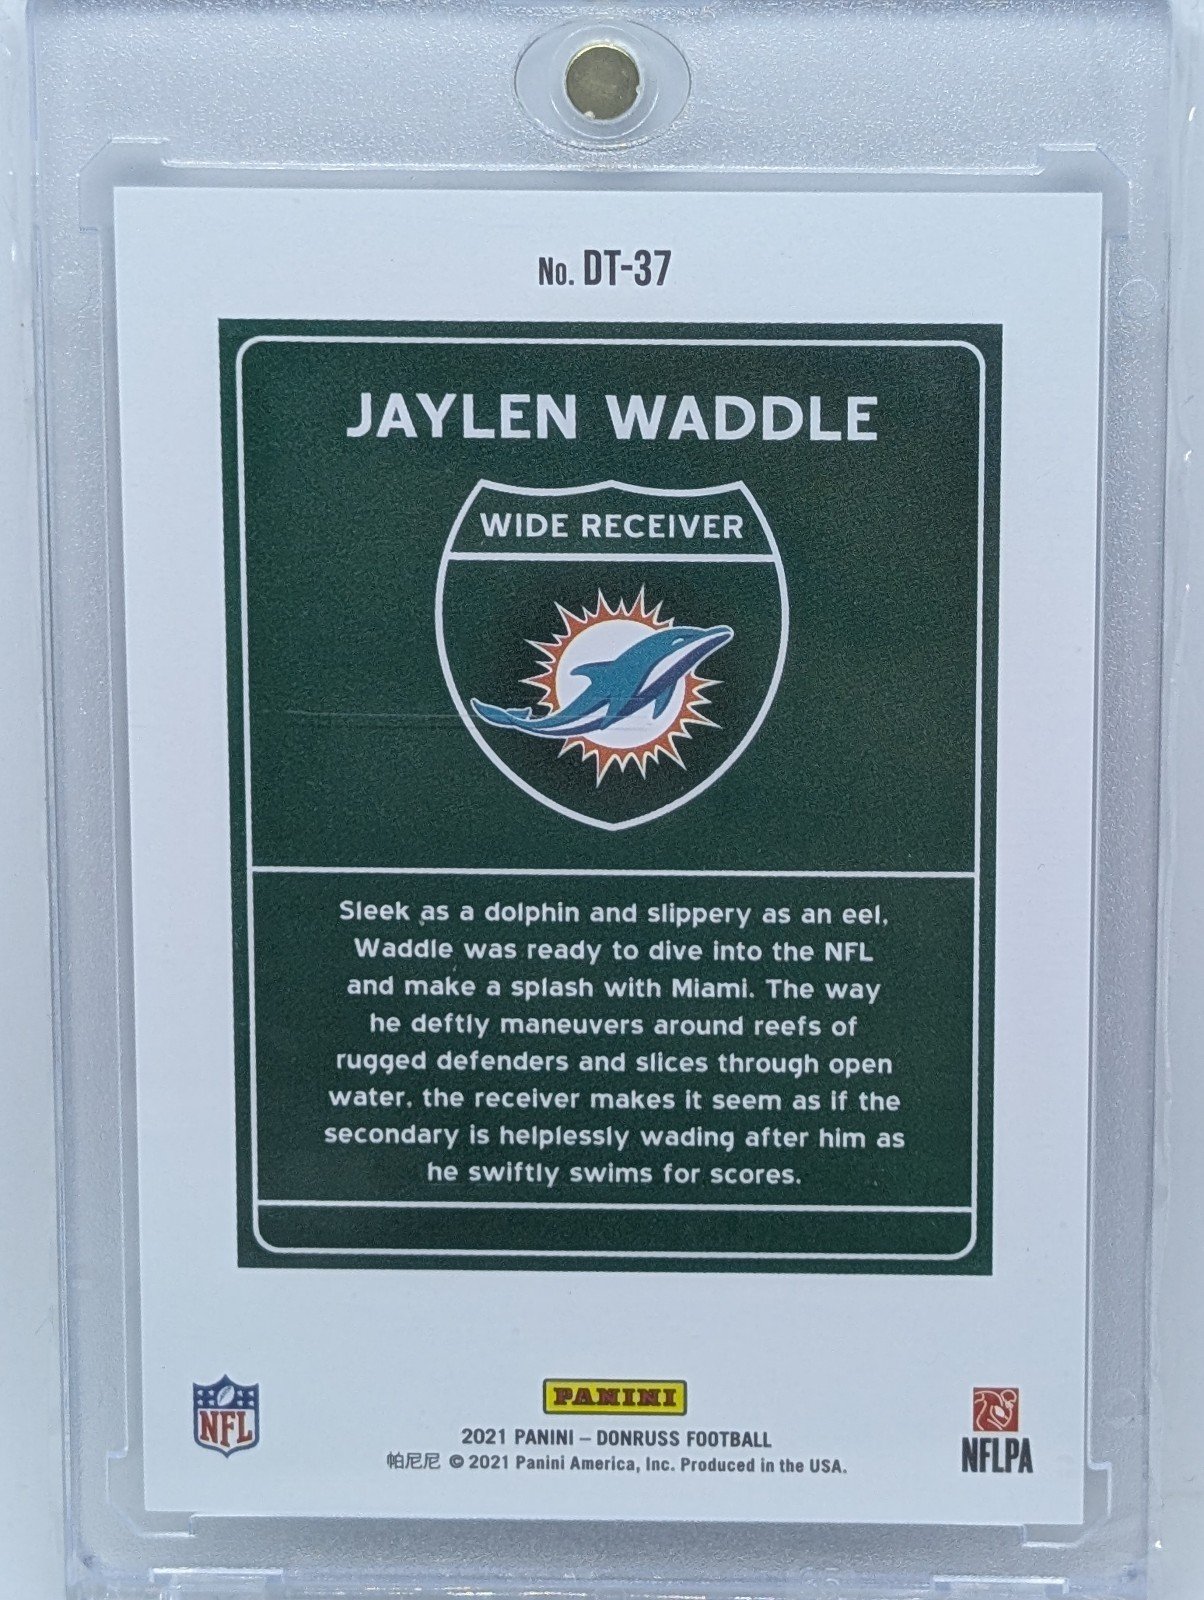 No. DT-37
JAYLEN WADDLE
WIDE RECEIVER
Sleek as a dolphin and slippery as an eel,
Waddle was ready to dive into the NFL
and make a splash with Miami. The way
he deftly maneuvers around reefs of
rugged defenders and slices through open
water, the receiver makes it seem as if the
secondary is helplessly wading after him as
he swiftly swims for scores.
NFL
PANINI
NFLPA
2021 PANINI – DONRUSS FOOTBALL
帕尼尼 © 2021 Panini America, Inc. Produced in the USA.